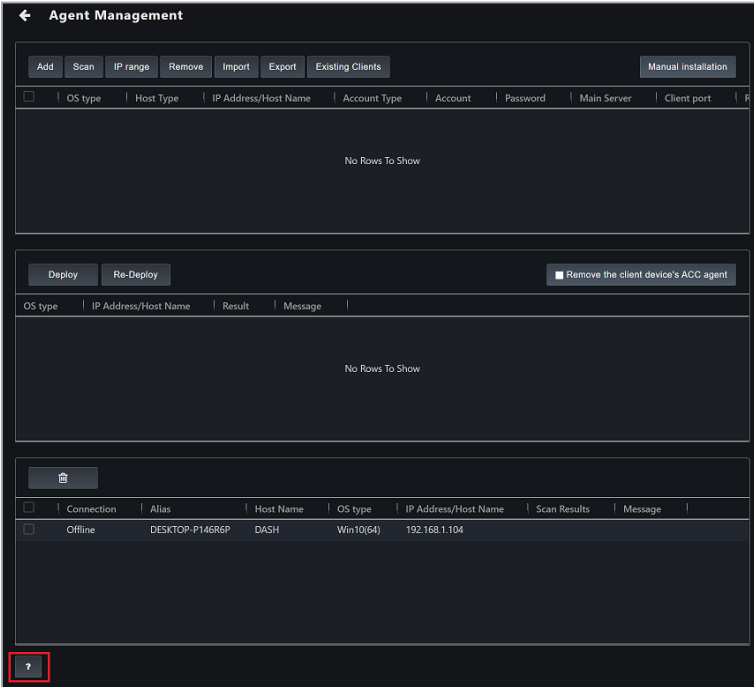 Agent Management
Add Scan IP range Remove Import Export Existing Clients Manual installation
OS type Host Type IP Address/Host Name Account Type Account Password Main Server Client port R
No Rows To Show
Deploy Re-Deploy Remove the client device's ACC agent
OS type IP Address/Host Name Result Message
No Rows To Show
Connection Alias Host Name OS type IP Address/Host Name Scan Results Message
Offline DESKTOP-P146R6P DASH Win10(64) 192.168.1.104
?